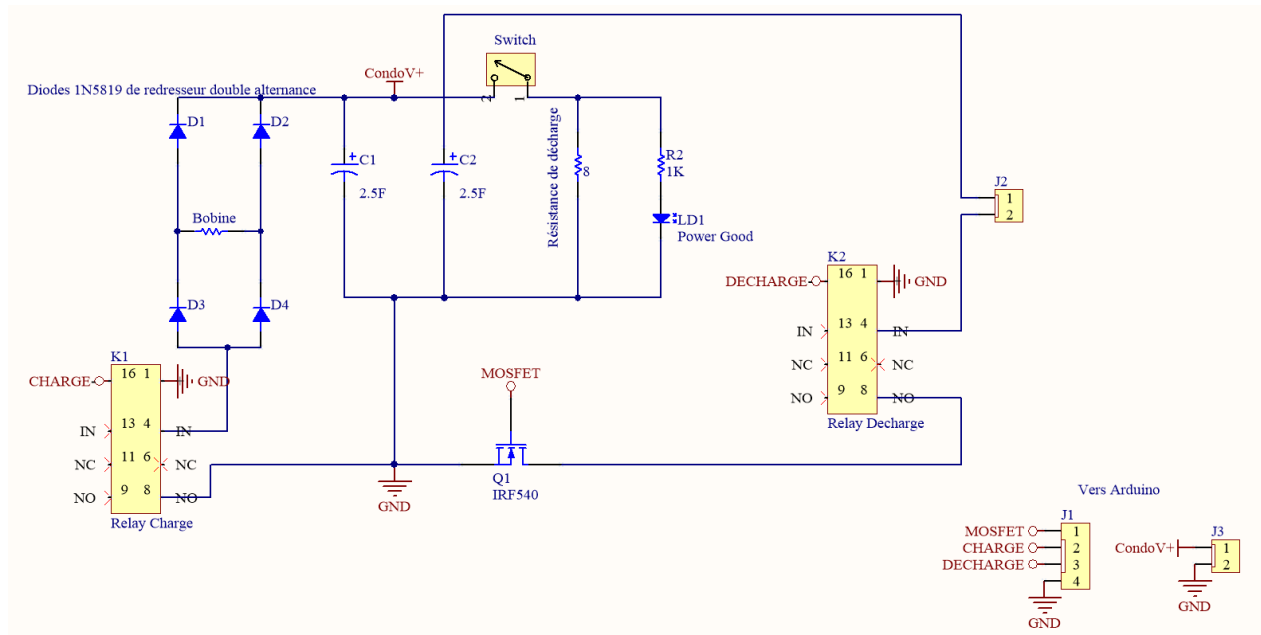 Switch
CondoV+
Diodes 1N5819 de redresseur double alternance
2
1
D1
D2
Résistance de décharge
C1
2.5F
C2
2.5F
8
R2
1K
J2
1
2
Bobine
LD1
Power Good
K2
DECHARGE
16 1
GND
D3
D4
IN
13 4
IN
NC
11 6
NC
NO
9 8
NO
Relay Decharge
K1
CHARGE
16 1
GND
IN
13 4
IN
NC
11 6
NC
NO
9 8
NO
Relay Charge
MOSFET
Q1
IRF540
GND
Vers Arduino
J1
MOSFET
1
CHARGE
2
DECHARGE
3
4
GND
J3
CondoV+
1
2
GND